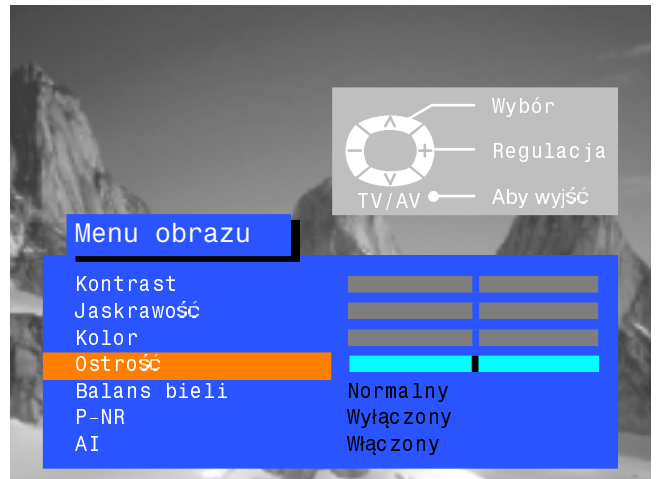 Wybór
Regulacja
TV/AV Aby wyjść
Menu obrazu
Kontrast
Jaskrawość
Kolor
Ostrość
Balans bieli Normalny
P-NR Wyłączony
AI Włączony